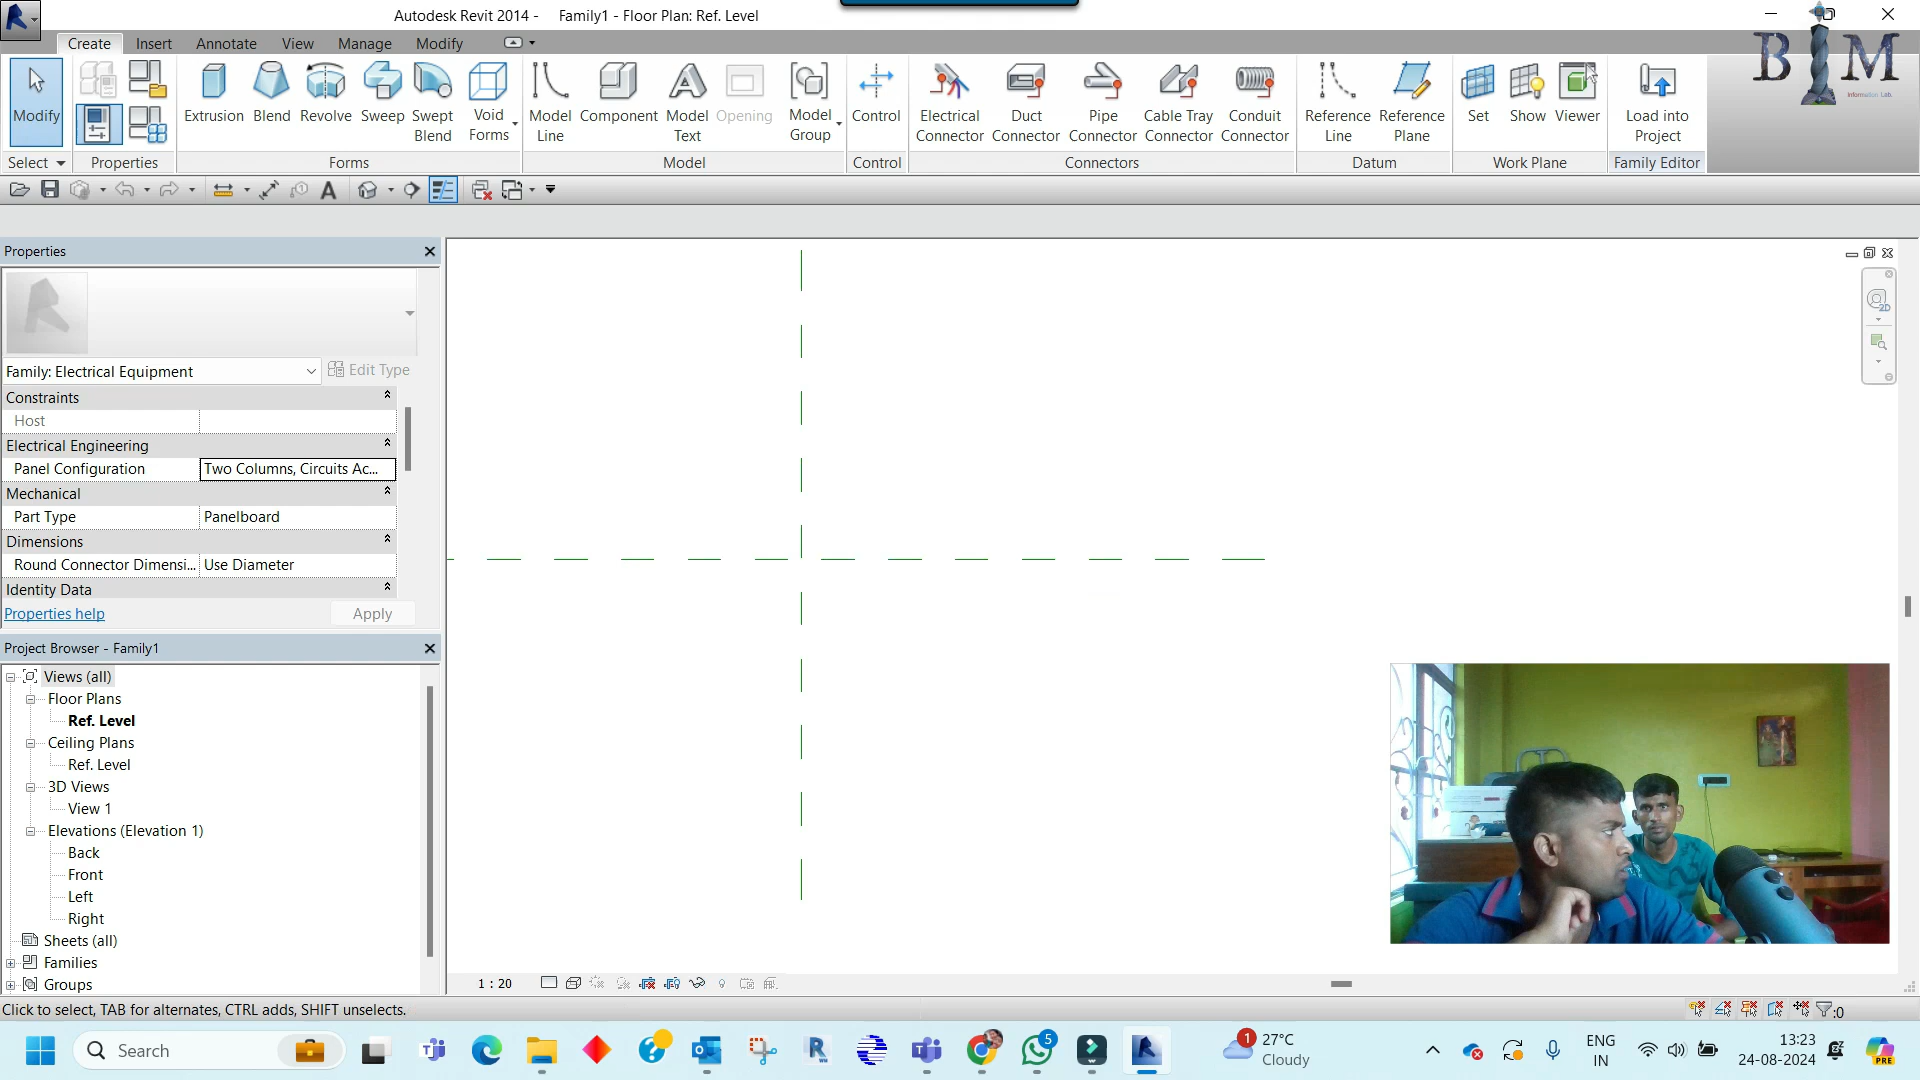 Autodesk Revit 2014 - Family1 - Floor Plan: Ref. Level
Create Insert Annotate View Manage Modify
BIM
Information Lab.
Modify
Extrusion Blend Revolve Sweep Swept Blend Void Forms
Model Line Component Model Text Opening Model Group
Control
Electrical Connector Duct Connector Pipe Connector Cable Tray Connector Conduit Connector
Reference Line Reference Plane
Set Show Viewer
Load into Project
Select Properties Forms Model Control Connectors Datum Work Plane Family Editor
Properties
Family: Electrical Equipment Edit Type
Constraints
Host
Electrical Engineering
Panel Configuration Two Columns, Circuits Ac...
Mechanical
Part Type Panelboard
Dimensions
Round Connector Dimensi... Use Diameter
Identity Data
Properties help Apply
Project Browser - Family1
Views (all)
Floor Plans
Ref. Level
Ceiling Plans
Ref. Level
3D Views
View 1
Elevations (Elevation 1)
Back
Front
Left
Right
Sheets (all)
Families
Groups
2D
1 : 20
Click to select, TAB for alternates, CTRL adds, SHIFT unselects.
:0
Search
5
1
27°C
Cloudy
ENG
IN
13:23
24-08-2024
PRE